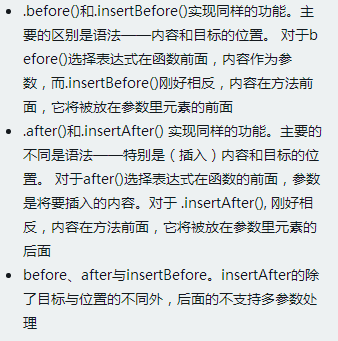 .before()和.insertBefore()实现同样的功能。主
要的区别是语法——内容和目标的位置。 对于b
efore()选择表达式在函数前面，内容作为参
数，而.insertBefore()刚好相反，内容在方法前
面，它将被放在参数里元素的前面
.after()和.insertAfter() 实现同样的功能。主要的
不同是语法——特别是（插入）内容和目标的位
置。 对于after()选择表达式在函数的前面，参数
是将要插入的内容。对于 .insertAfter(), 刚好相
反，内容在方法前面，它将被放在参数里元素的
后面
before、after与insertBefore。insertAfter的除
了目标与位置的不同外，后面的不支持多参数处
理